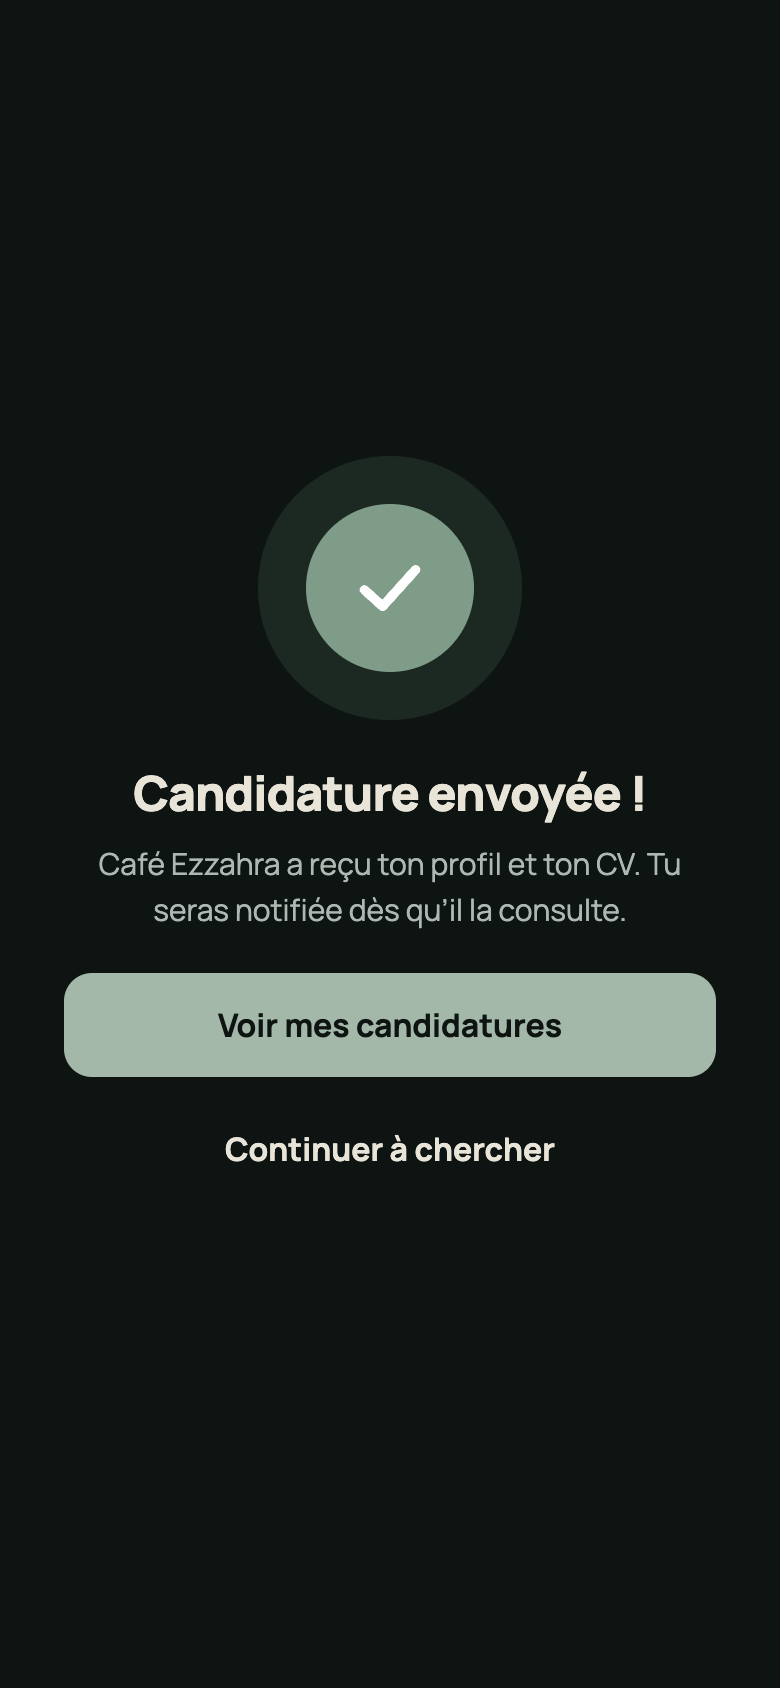 Candidature envoyée !
Café Ezzahra a reçu ton profil et ton CV. Tu
seras notifiée dès qu’il la consulte.
Voir mes candidatures
Continuer à chercher